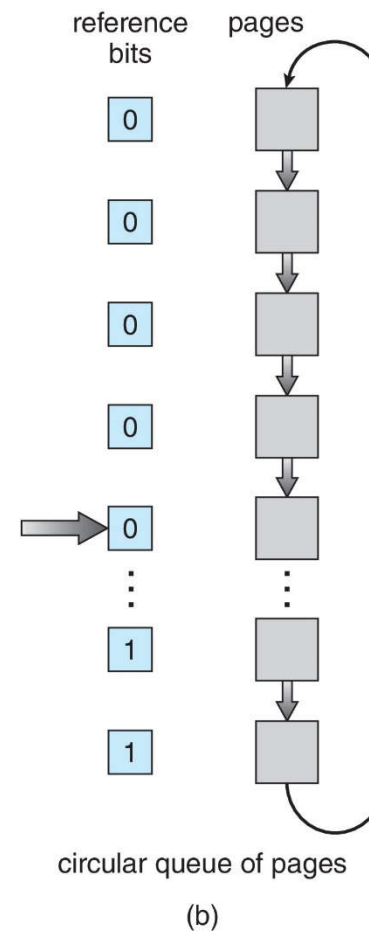 reference bits
pages
0
0
0
0
0
1
1
circular queue of pages
(b)